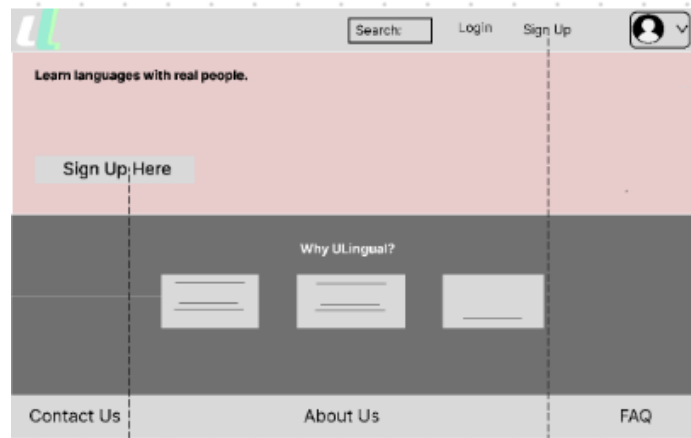 Search:
Login
Sign Up
Learn languages with real people.
Sign Up Here
Why ULingual?
Contact Us
About Us
FAQ